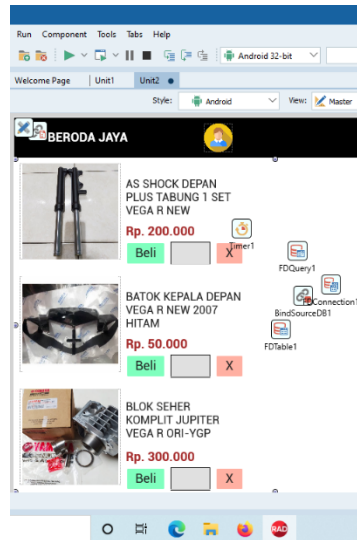 Run Component Tools Tabs Help
Android 32-bit
Welcome Page Unit1 Unit2
Style: Android View: Master
BERODA JAYA
AS SHOCK DEPAN
PLUS TABUNG 1 SET
VEGA R NEW
Rp. 200.000
Beli X
Timer1
FDQuery1
FDConnection1
BindSourceDB1
FDTable1
BATOK KEPALA DEPAN
VEGA R NEW 2007
HITAM
Rp. 50.000
Beli X
BLOK SEHER
KOMPLIT JUPITER
VEGA R ORI-YGP
Rp. 300.000
Beli X
RAD